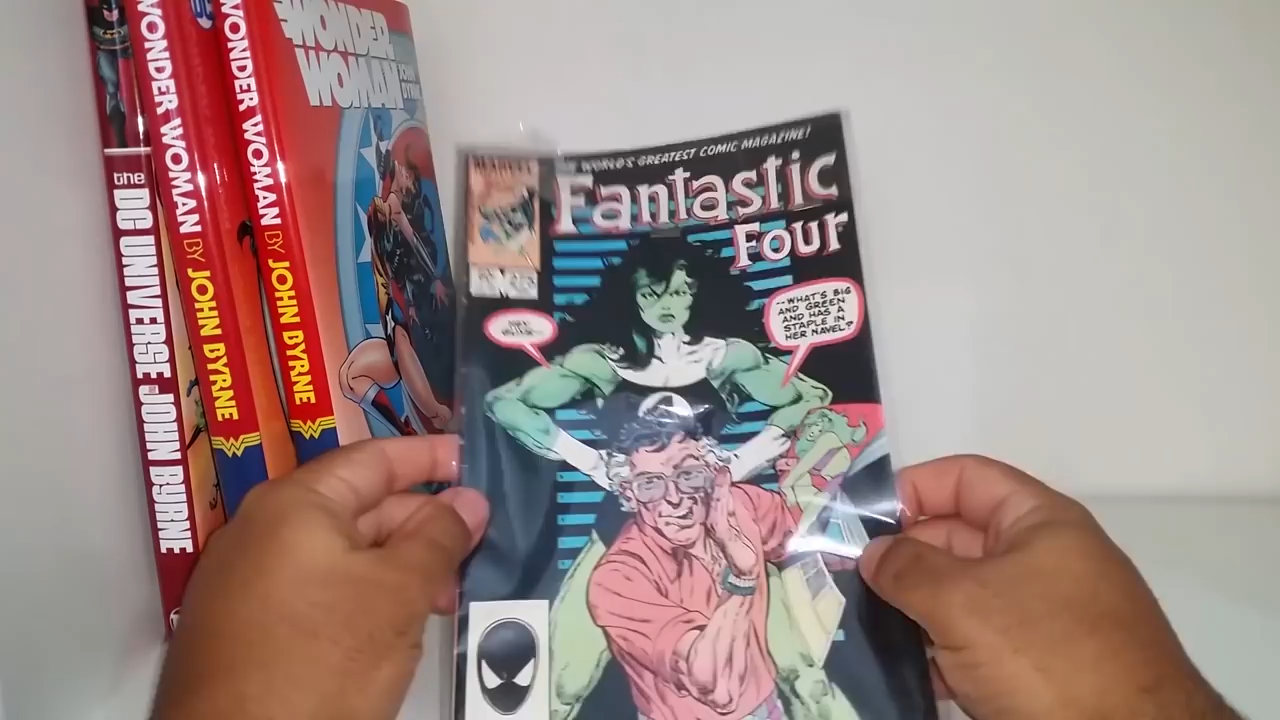 the DC UNIVERSE BY JOHN BYRNE
WONDER WOMAN BY JOHN BYRNE
WONDER WOMAN BY JOHN BYRNE
WONDER
WOMAN
THE WORLD'S GREATEST COMIC MAGAZINE!
Fantastic
Four
--WHAT'S BIG
AND GREEN
AND HAS A
STAPLE IN
HER NAVEL?